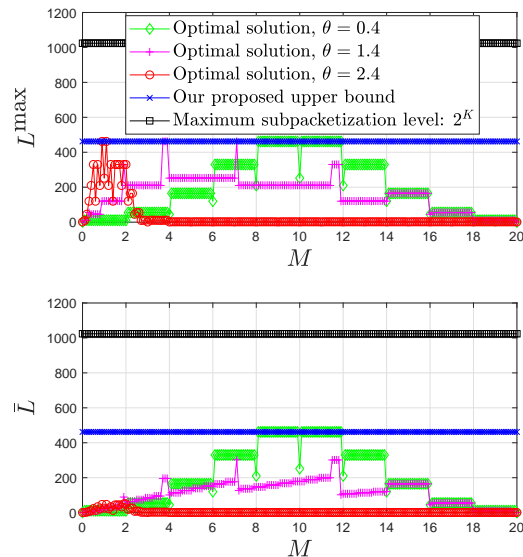 1200
Optimal solution, θ = 0.4
Optimal solution, θ = 1.4
Optimal solution, θ = 2.4
Our proposed upper bound
Maximum subpacketization level: 2^K
1000
800
600
400
200
0
L^max
0 2 4 6 8 10 12 14 16 18 20
M
1200
1000
800
600
400
200
0
L̄
0 2 4 6 8 10 12 14 16 18 20
M